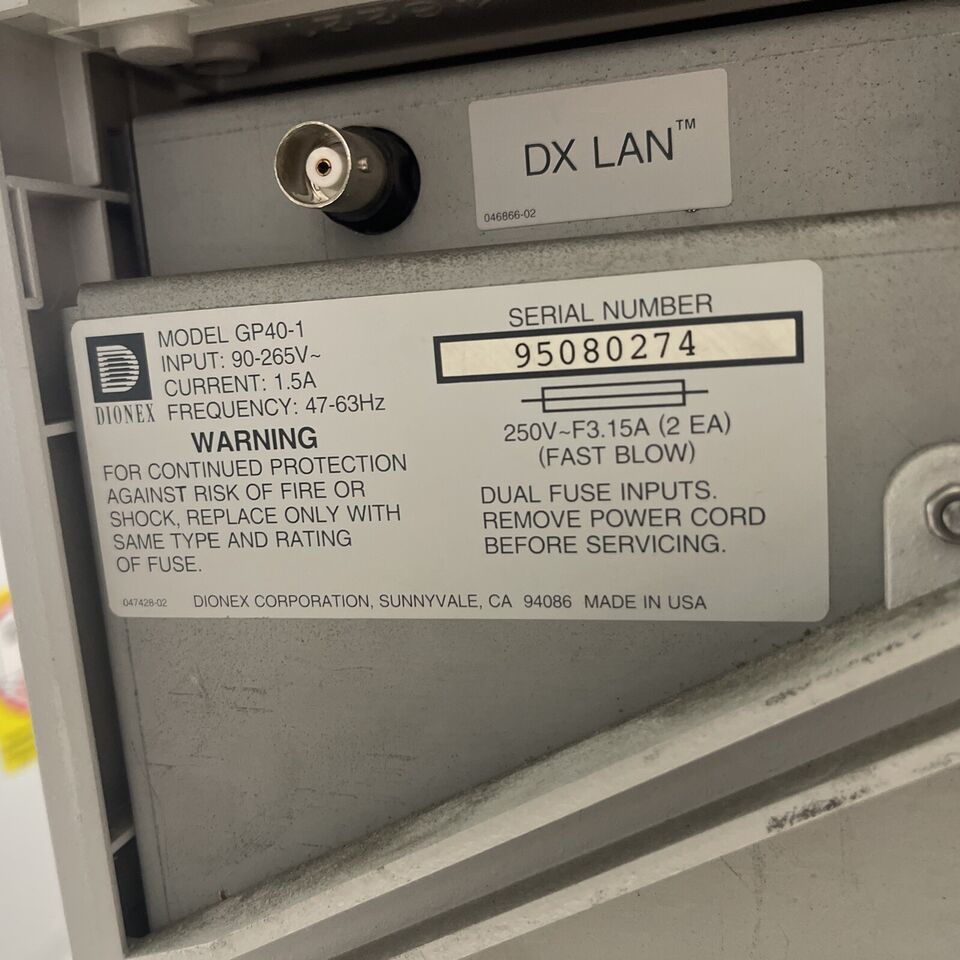 DX LAN™
046866-02
DIONEX
MODEL GP40-1
INPUT: 90-265V~
CURRENT: 1.5A
FREQUENCY: 47-63Hz
WARNING
FOR CONTINUED PROTECTION
AGAINST RISK OF FIRE OR
SHOCK, REPLACE ONLY WITH
SAME TYPE AND RATING
OF FUSE.
SERIAL NUMBER
95080274
250V~F3.15A (2 EA)
(FAST BLOW)
DUAL FUSE INPUTS.
REMOVE POWER CORD
BEFORE SERVICING.
047428-02 DIONEX CORPORATION, SUNNYVALE, CA 94086 MADE IN USA